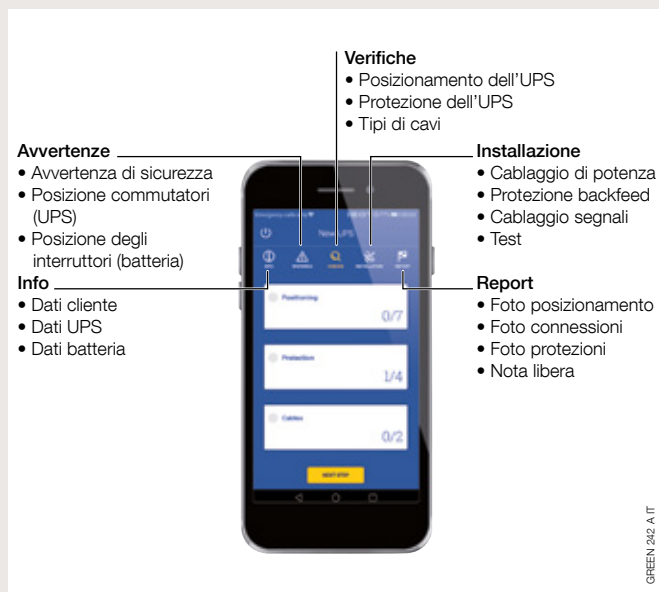 Verifiche
• Posizionamento dell'UPS
• Protezione dell'UPS
• Tipi di cavi
Avvertenze
• Avvertenza di sicurezza
• Posizione commutatori
(UPS)
• Posizione degli
interruttori (batteria)
Info
• Dati cliente
• Dati UPS
• Dati batteria
Installazione
• Cablaggio di potenza
• Protezione backfeed
• Cablaggio segnali
• Test
Report
• Foto posizionamento
• Foto connessioni
• Foto protezioni
• Nota libera
New UPS
Positioning
0/7
Protection
1/4
Cables
0/2
NEXT STEP
GREEN 242 A IT